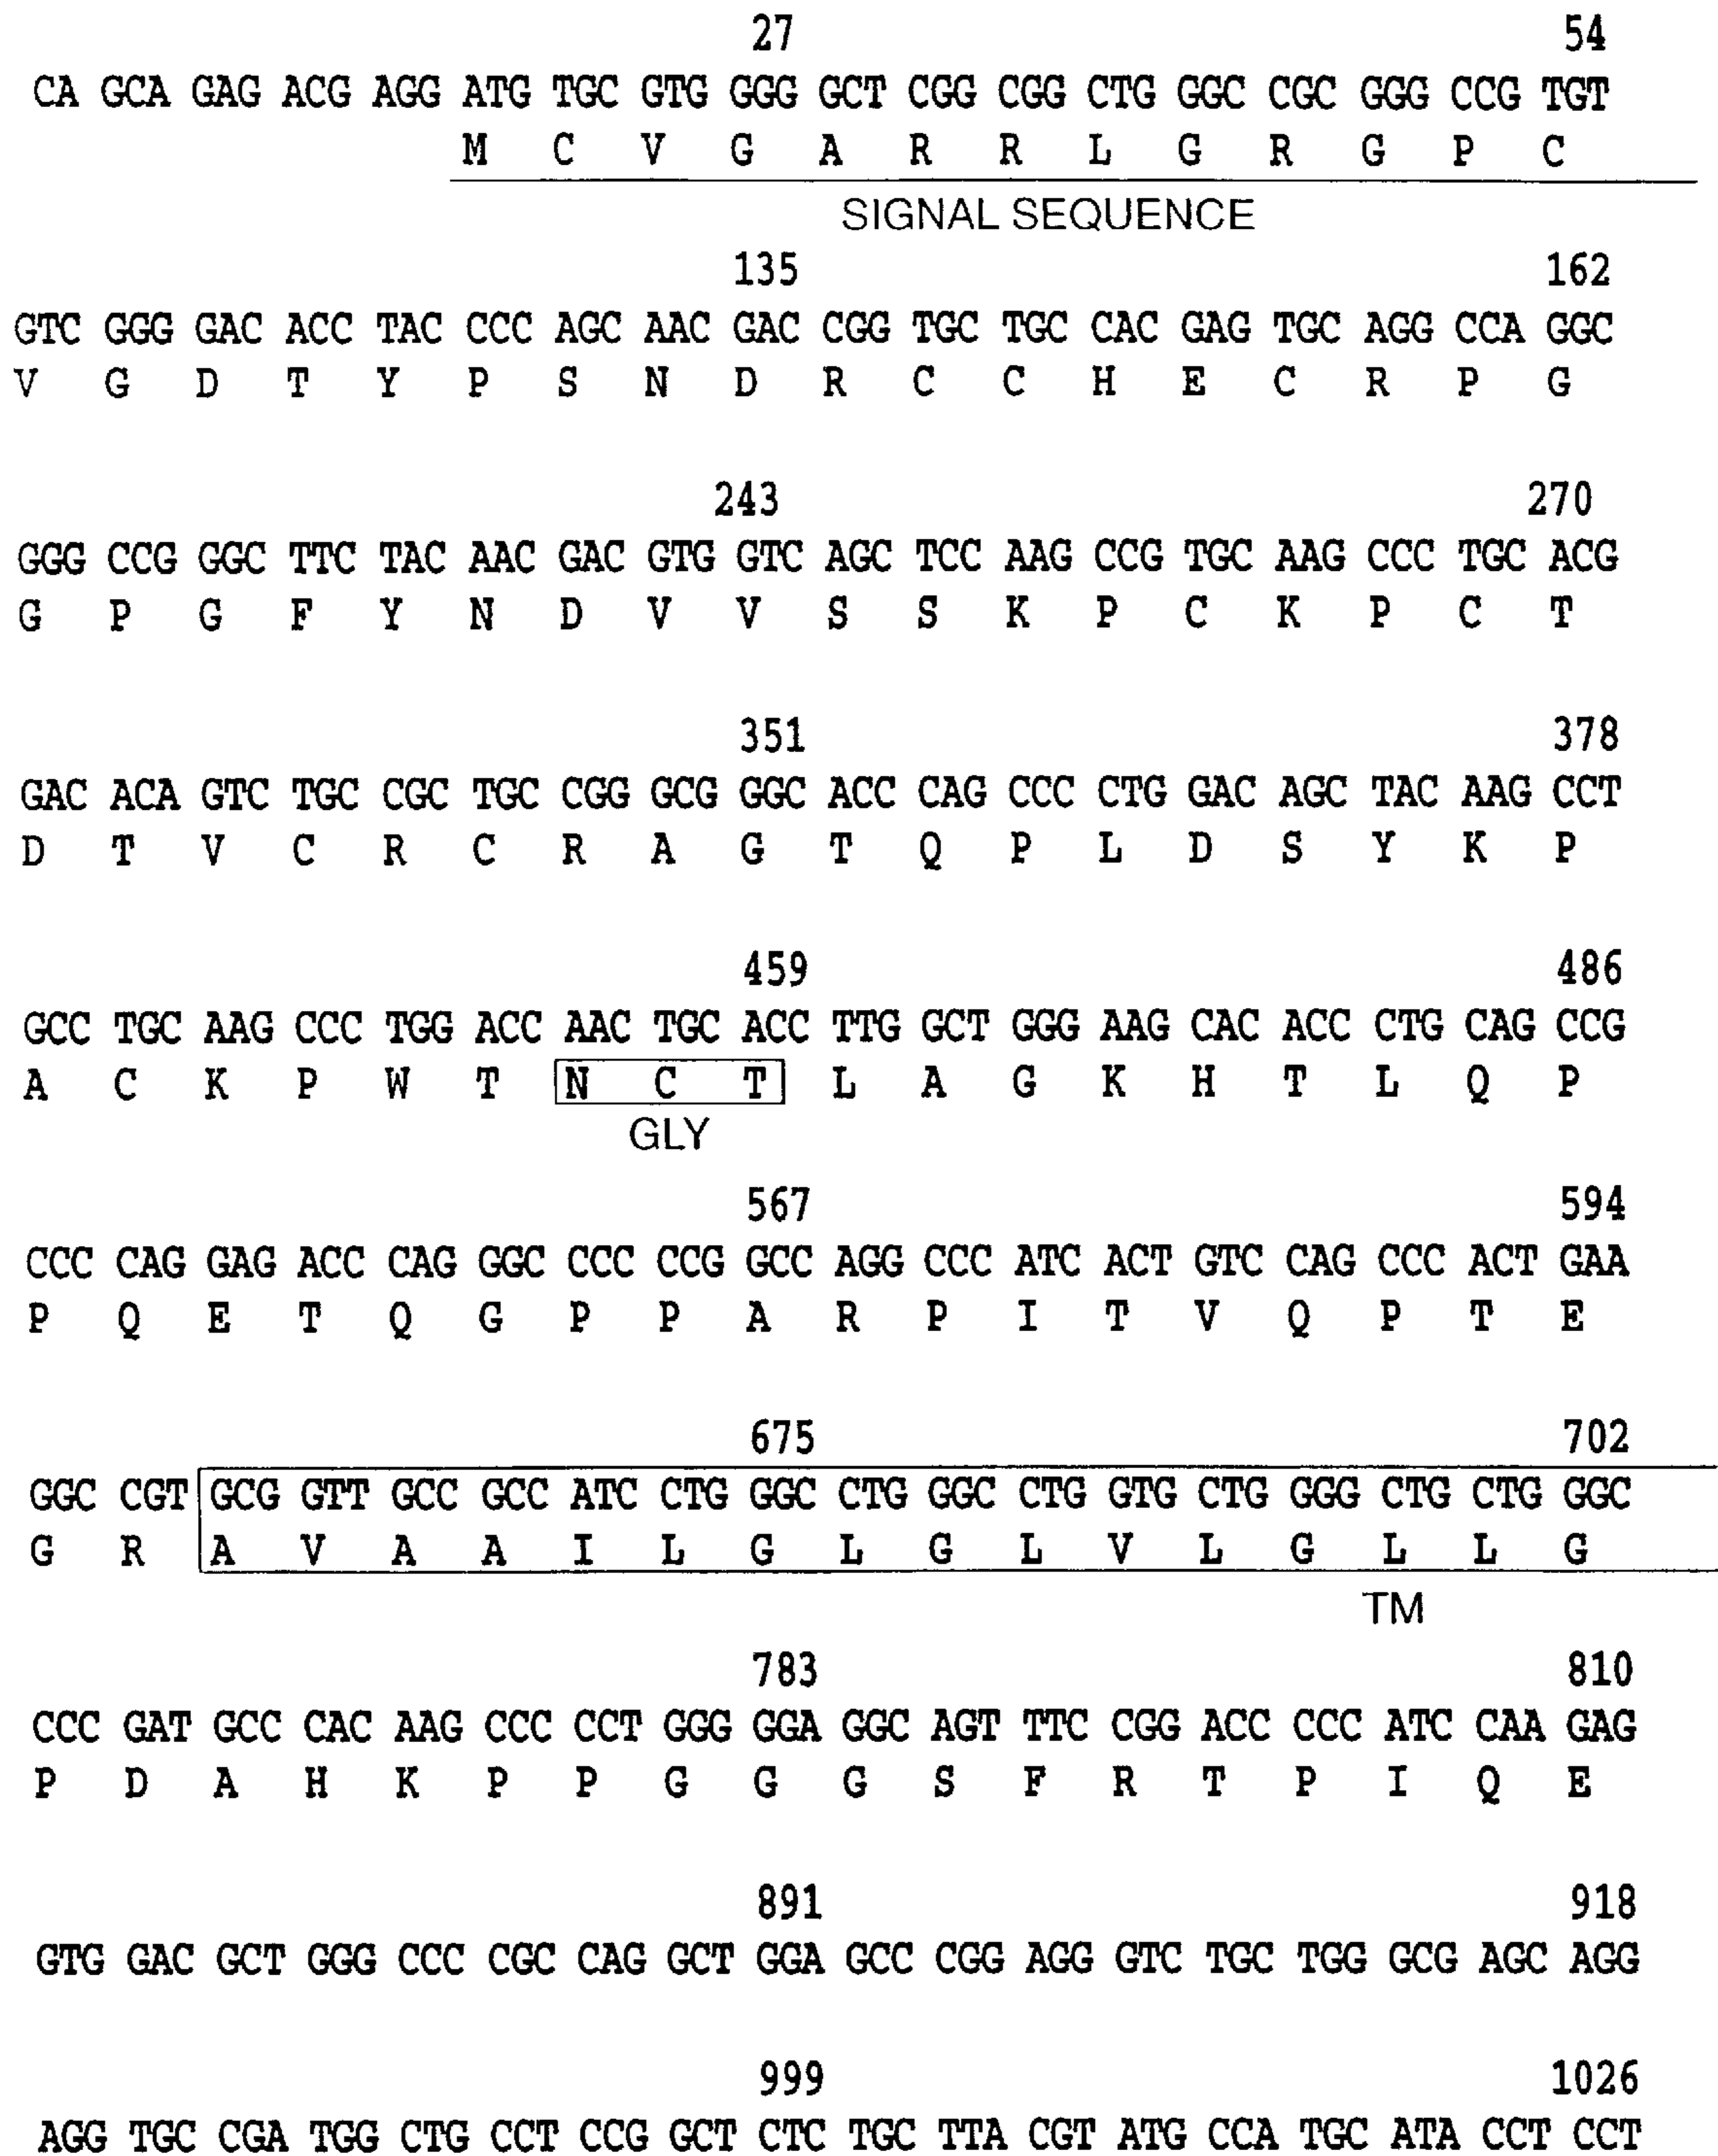 27 54
CA GCA GAG ACG AGG ATG TGC GTG GGG GCT CGG CGG CTG GGC CGC GGG CCG TGT
M C V G A R R L G R G P C
SIGNAL SEQUENCE
135 162
GTC GGG GAC ACC TAC CCC AGC AAC GAC CGG TGC TGC CAC GAG TGC AGG CCA GGC
V G D T Y P S N D R C C H E C R P G
243 270
GGG CCG GGC TTC TAC AAC GAC GTG GTC AGC TCC AAG CCG TGC AAG CCC TGC ACG
G P G F Y N D V V S S K P C K P C T
351 378
GAC ACA GTC TGC CGC TGC CGG GCG GGC ACC CAG CCC CTG GAC AGC TAC AAG CCT
D T V C R C R A G T Q P L D S Y K P
459 486
GCC TGC AAG CCC TGG ACC AAC TGC ACC TTG GCT GGG AAG CAC ACC CTG CAG CCG
A C K P W T N C T L A G K H T L Q P
GLY
567 594
CCC CAG GAG ACC CAG GGC CCC CCG GCC AGG CCC ATC ACT GTC CAG CCC ACT GAA
P Q E T Q G P P A R P I T V Q P T E
675 702
GGC CGT GCG GTT GCC GCC ATC CTG GGC CTG GGC CTG GTG CTG GGG CTG CTG GGC
G R A V A A I L G L G L V L G L L G
TM
783 810
CCC GAT GCC CAC AAG CCC CCT GGG GGA GGC AGT TTC CGG ACC CCC ATC CAA GAG
P D A H K P P G G G S F R T P I Q E
891 918
GTG GAC GCT GGG CCC CGC CAG GCT GGA GCC CGG AGG GTC TGC TGG GCG AGC AGG
999 1026
AGG TGC CGA TGG CTG CCT CCG GCT CTC TGC TTA CGT ATG CCA TGC ATA CCT CCT